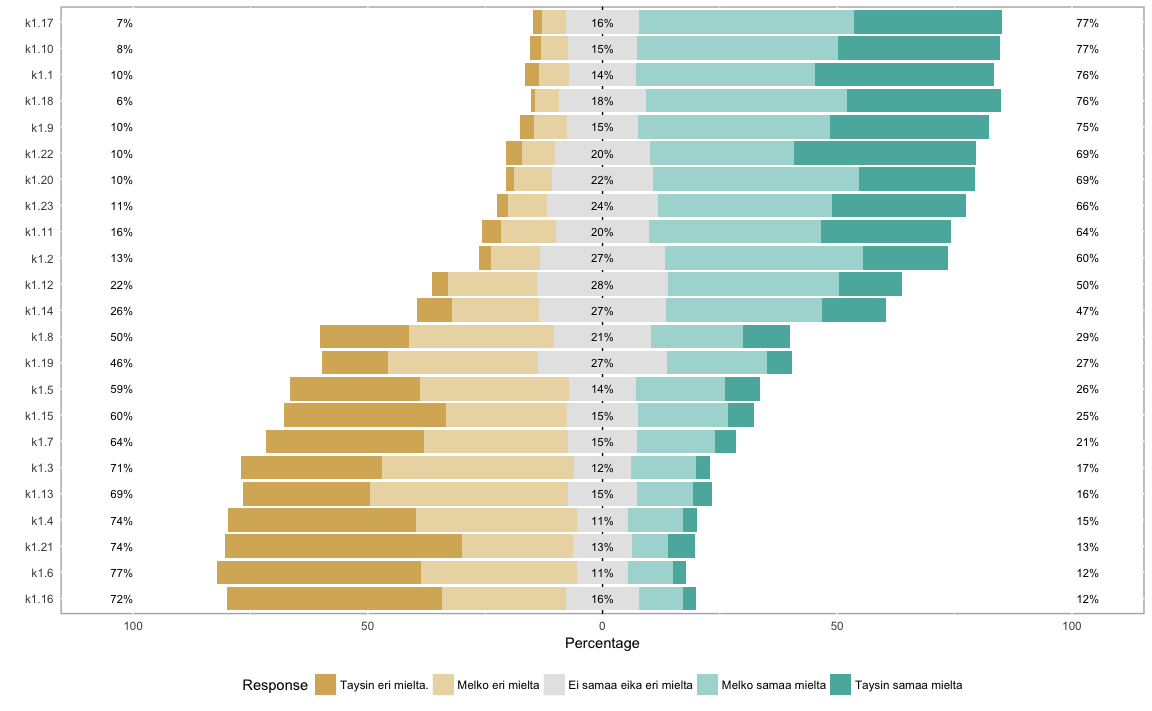 k1.17 7% 16% 77%
k1.10 8% 15% 77%
k1.1 10% 14% 76%
k1.18 6% 18% 76%
k1.9 10% 15% 75%
k1.22 10% 20% 69%
k1.20 10% 22% 69%
k1.23 11% 24% 66%
k1.11 16% 20% 64%
k1.2 13% 27% 60%
k1.12 22% 28% 50%
k1.14 26% 27% 47%
k1.8 50% 21% 29%
k1.19 46% 27% 27%
k1.5 59% 14% 26%
k1.15 60% 15% 25%
k1.7 64% 15% 21%
k1.3 71% 12% 17%
k1.13 69% 15% 16%
k1.4 74% 11% 15%
k1.21 74% 13% 13%
k1.6 77% 11% 12%
k1.16 72% 16% 12%
100 50 0 50 100
Percentage
Response Taysin eri mielta. Melko eri mielta Ei samaa eika eri mielta Melko samaa mielta Taysin samaa mielta